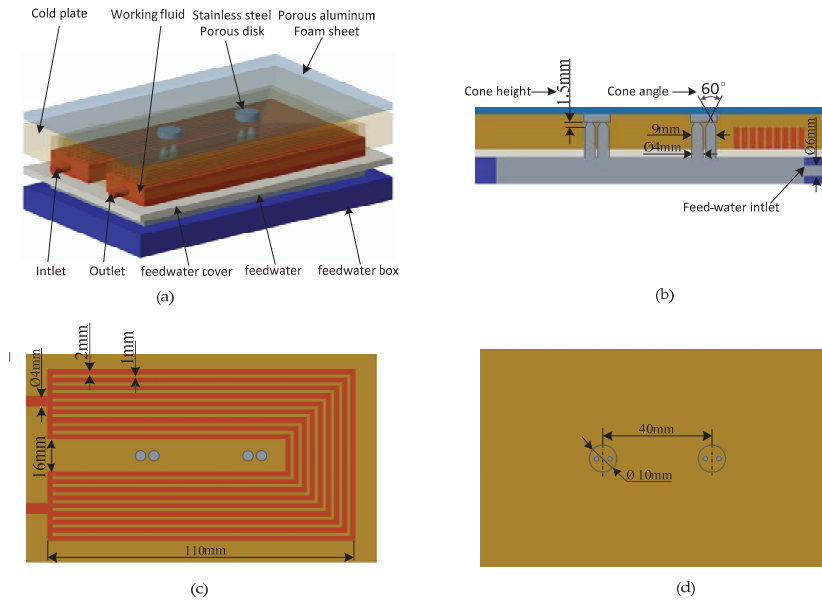 Cold plate
Working fluid
Stainless steel
Porous disk
Porous aluminum
Foam sheet
Intlet
Outlet
feedwater cover
feedwater
feedwater box
(a)
Cone height
1.5mm
Cone angle
60°
9mm
Ø4mm
Ø6mm
Feed-water inlet
(b)
Ø4mm
2mm
1mm
16mm
110mm
(c)
40mm
Ø 10mm
(d)